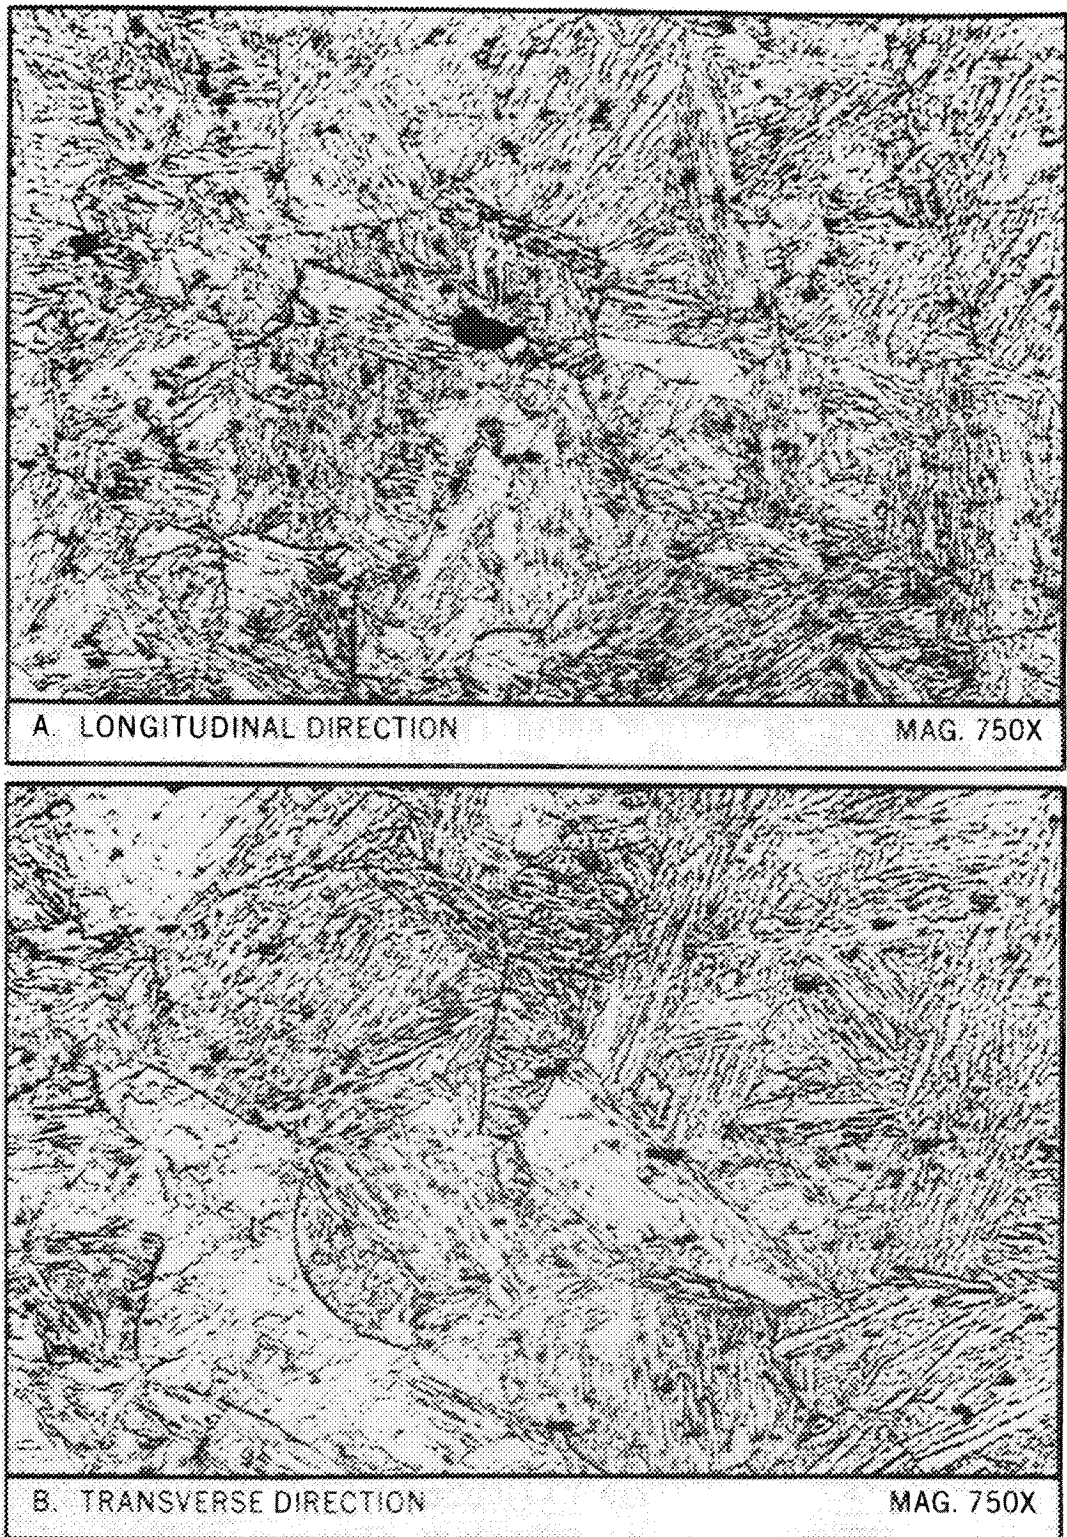 A. LONGITUDINAL DIRECTION MAG. 750X
B. TRANSVERSE DIRECTION MAG. 750X